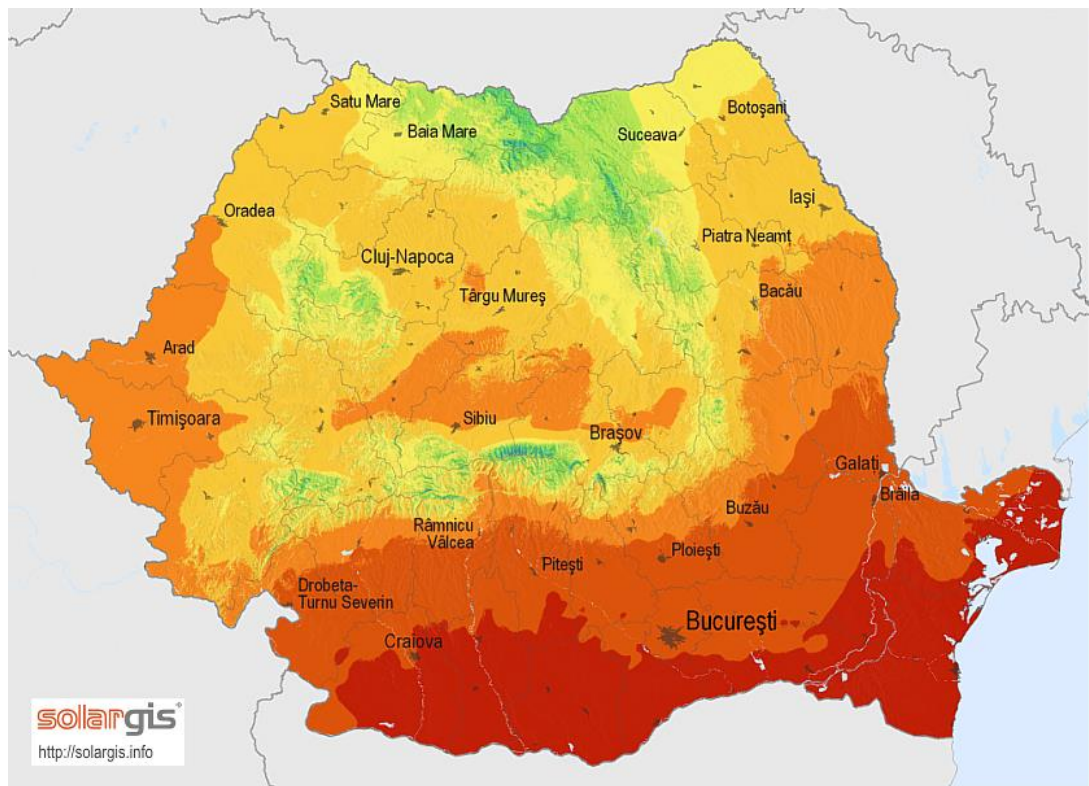 Satu Mare
Botoşani
Baia Mare
Suceava
Iaşi
Oradea
Piatra Neamt
Cluj-Napoca
Târgu Mureş
Bacău
Arad
Timişoara
Sibiu
Braşov
Galati
Brăila
Buzău
Râmnicu
Vâlcea
Ploieşti
Piteşti
Drobeta-
Turnu Severin
Bucureşti
Craiova
solargis
http://solargis.info